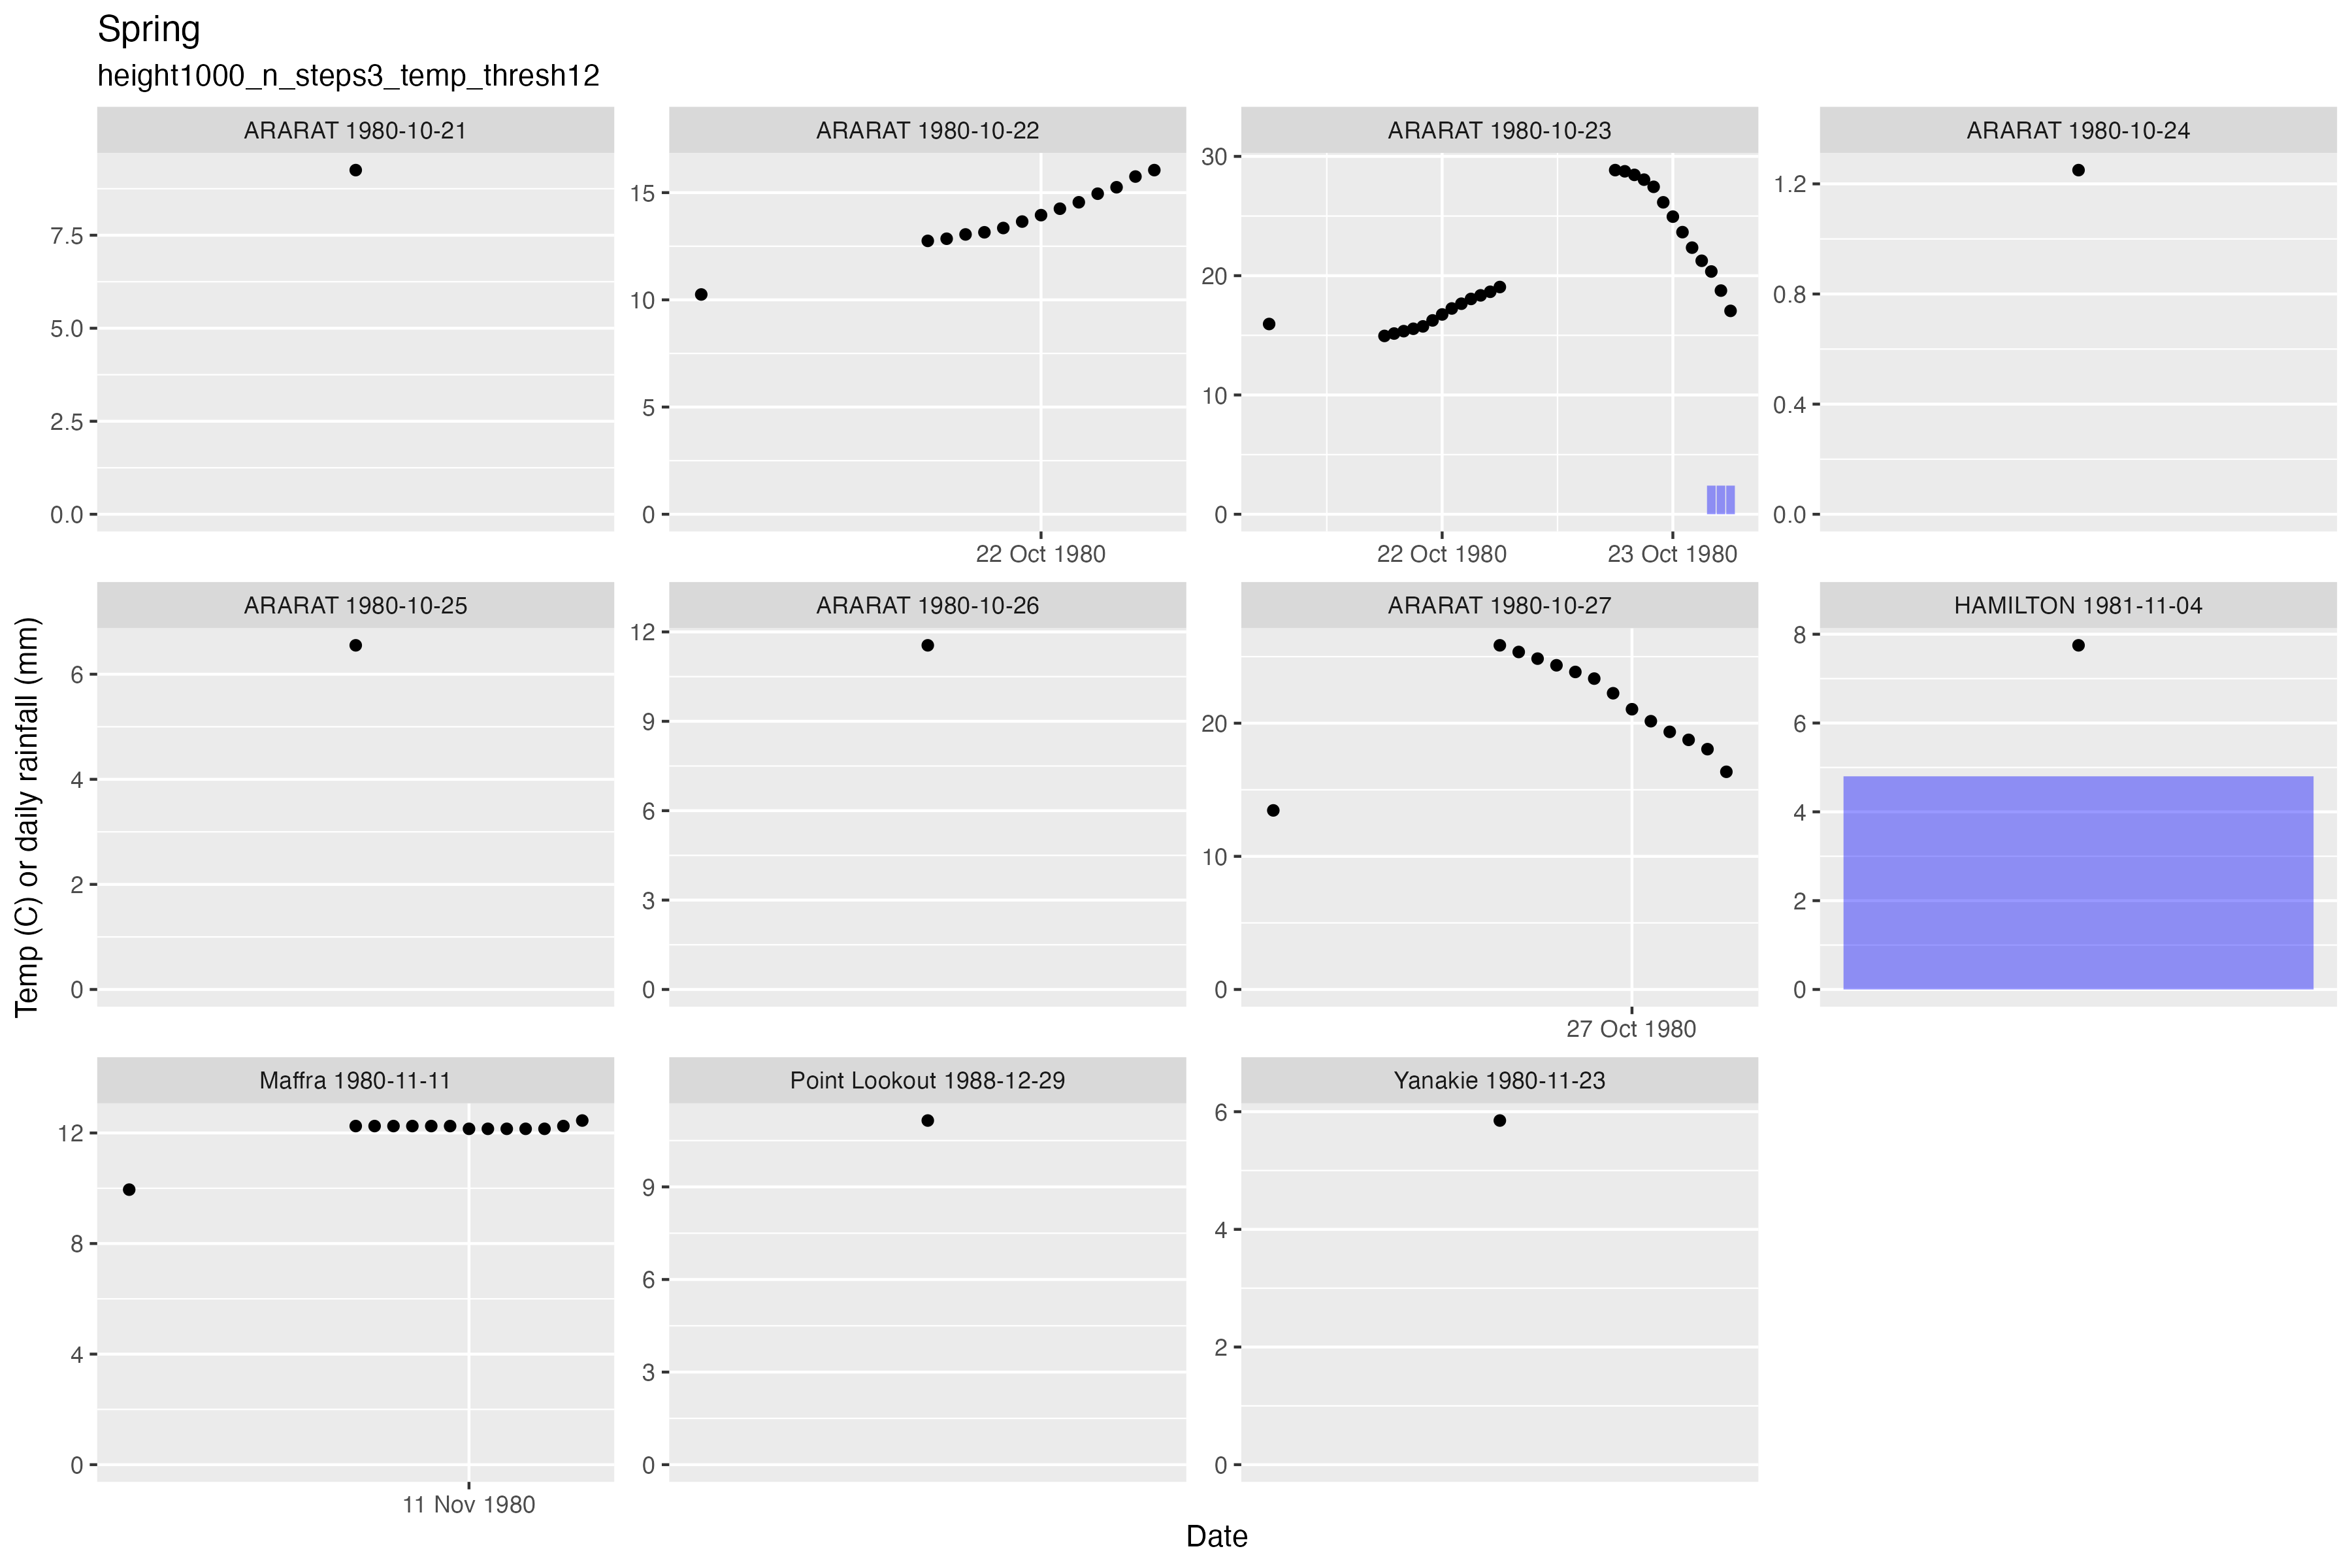 Spring
height1000_n_steps3_temp_thresh12
ARARAT 1980-10-21
7.5
5.0
2.5
0.0
ARARAT 1980-10-22
15
10
5
0
22 Oct 1980
ARARAT 1980-10-23
30
20
10
0
22 Oct 1980
23 Oct 1980
ARARAT 1980-10-24
1.2
0.8
0.4
0.0
Temp (C) or daily rainfall (mm)
ARARAT 1980-10-25
6
4
2
0
ARARAT 1980-10-26
12
9
6
3
0
ARARAT 1980-10-27
20
10
0
27 Oct 1980
HAMILTON 1981-11-04
8
6
4
2
0
Maffra 1980-11-11
12
8
4
0
11 Nov 1980
Point Lookout 1988-12-29
9
6
3
0
Yanakie 1980-11-23
6
4
2
0
Date